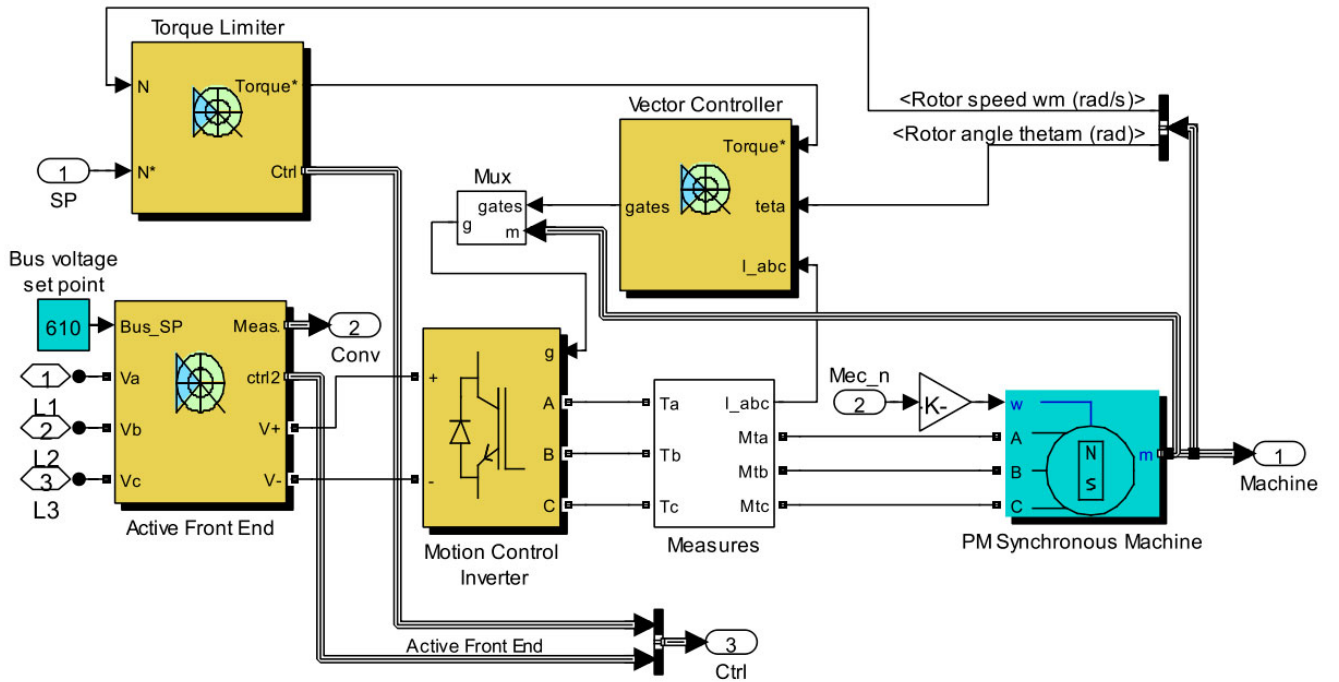 Torque Limiter
N
Torque*
N*
Ctrl
1
SP
Vector Controller
Torque*
gates
teta
I_abc
<Rotor speed wm (rad/s)>
<Rotor angle thetam (rad)>
Mux
gates
g
m
Bus voltage
set point
610
Bus_SP
Meas.
2
Conv
1
L1
Va
ctrl2
2
L2
Vb
V+
3
L3
Vc
V-
Active Front End
g
+
-
A
B
C
Motion Control
Inverter
Ta
I_abc
Mta
Tb
Mtb
Tc
Mtc
Measures
Mec_n
2
-K-
w
A
B
C
N
S
m
PM Synchronous Machine
1
Machine
Active Front End
3
Ctrl